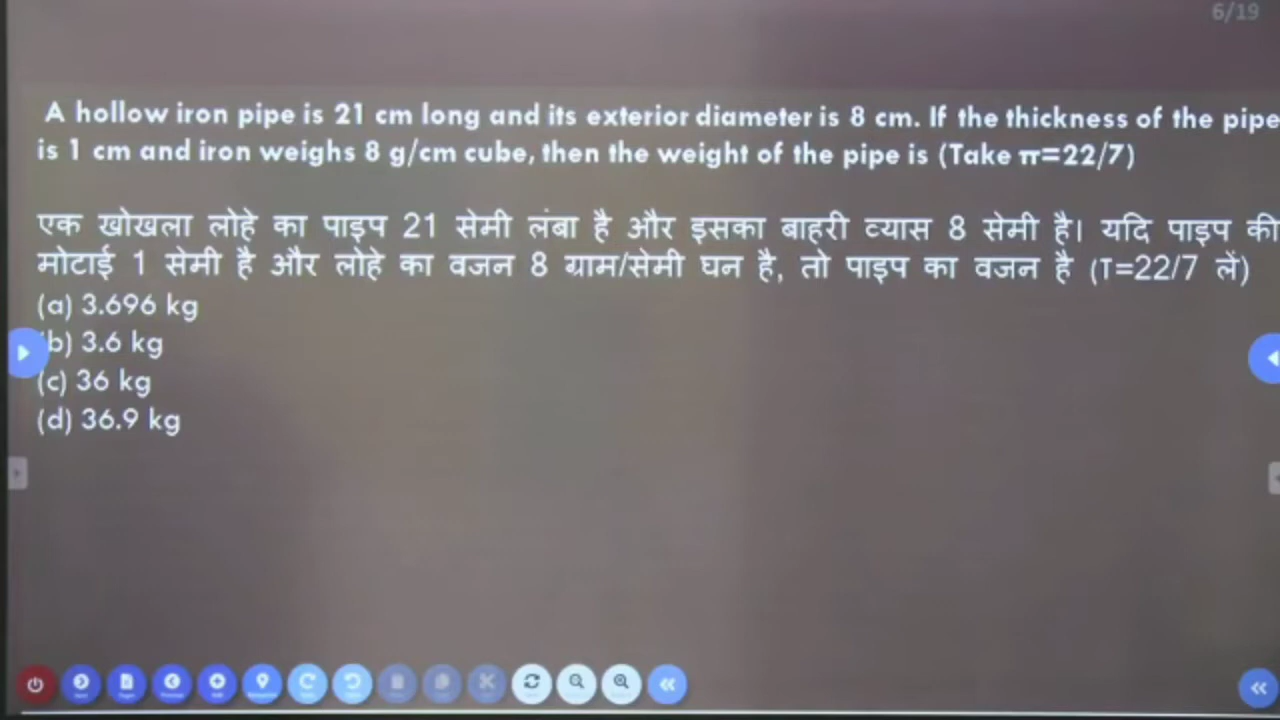 6/19
A hollow iron pipe is 21 cm long and its exterior diameter is 8 cm. If the thickness of the pipe
is 1 cm and iron weighs 8 g/cm cube, then the weight of the pipe is (Take π=22/7)
एक खोखला लोहे का पाइप 21 सेमी लंबा है और इसका बाहरी व्यास 8 सेमी है। यदि पाइप की
मोटाई 1 सेमी है और लोहे का वजन 8 ग्राम/सेमी घन है, तो पाइप का वजन है (T=22/7 लें)
(a) 3.696 kg
b) 3.6 kg
(c) 36 kg
(d) 36.9 kg